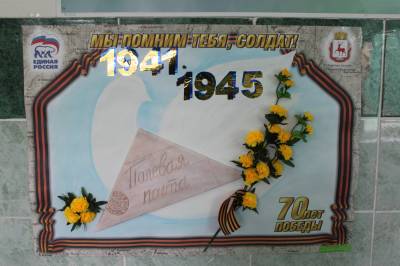 МЫ ПОМНИМ ТЕБЯ, СОЛДАТ!
ЕДИНАЯ
РОССИЯ
1941.
1945
Полевая
почта
70 ЛЕТ
ПОБЕДЫ